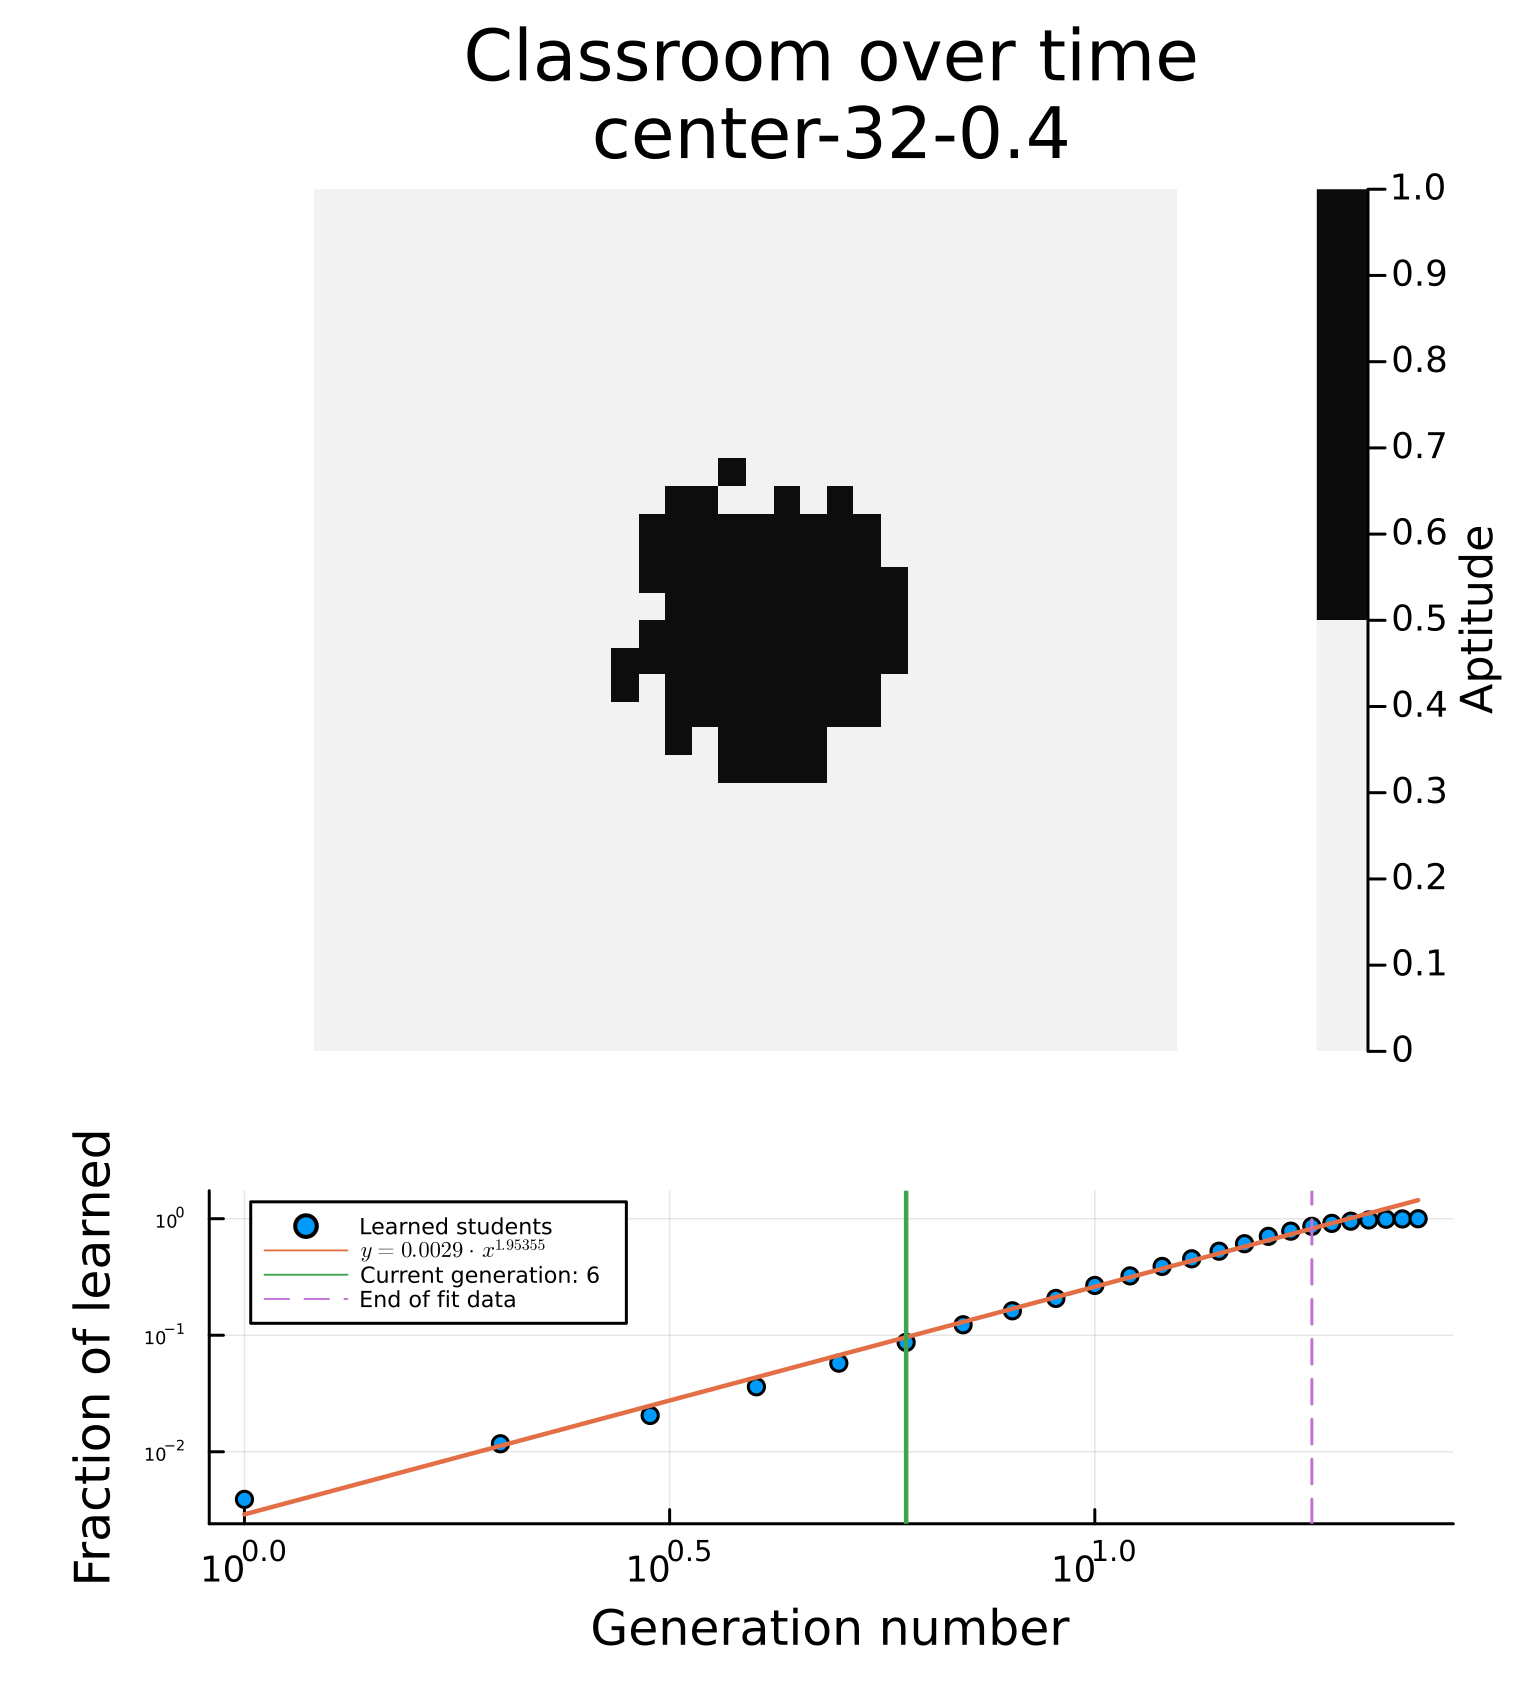 Classroom over time
center-32-0.4
1.0
0.9
0.8
0.7
0.6
0.5
0.4
0.3
0.2
0.1
0
Aptitude
Fraction of learned
10⁰
10⁻¹
10⁻²
Learned students
y = 0.0029 · x^1.95355
Current generation: 6
End of fit data
10^0.0
10^0.5
10^1.0
Generation number